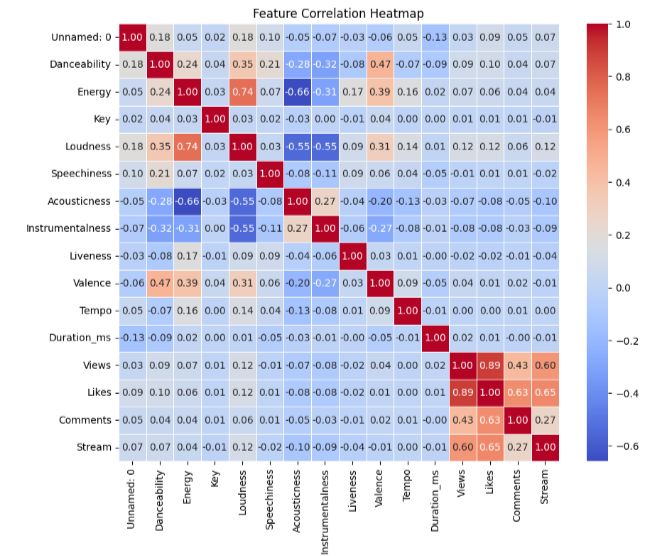 Feature Correlation Heatmap
Unnamed: 0 1.00 0.18 0.05 0.02 0.18 0.10 -0.05 -0.07 -0.03 -0.06 0.05 -0.13 0.03 0.09 0.05 0.07
Danceability 0.18 1.00 0.24 0.04 0.35 0.21 -0.28 -0.32 -0.08 0.47 -0.07 -0.09 0.09 0.10 0.04 0.07
Energy 0.05 0.24 1.00 0.03 0.74 0.07 -0.66 -0.31 0.17 0.39 0.16 0.02 0.07 0.06 0.04 0.04
Key 0.02 0.04 0.03 1.00 0.03 0.02 -0.03 0.00 -0.01 0.04 0.00 0.00 0.01 0.01 0.01 -0.01
Loudness 0.18 0.35 0.74 0.03 1.00 0.03 -0.55 -0.55 0.09 0.31 0.14 0.01 0.12 0.12 0.06 0.12
Speechiness 0.10 0.21 0.07 0.02 0.03 1.00 -0.08 -0.11 0.09 0.06 0.04 -0.05 -0.01 0.01 0.01 -0.02
Acousticness -0.05 -0.28 -0.66 -0.03 -0.55 -0.08 1.00 0.27 -0.04 -0.20 -0.13 -0.03 -0.07 -0.08 -0.05 -0.10
Instrumentalness -0.07 -0.32 -0.31 0.00 -0.55 -0.11 0.27 1.00 -0.06 -0.27 -0.08 -0.01 -0.08 -0.08 -0.03 -0.09
Liveness -0.03 -0.08 0.17 -0.01 0.09 0.09 -0.04 -0.06 1.00 0.03 0.01 -0.00 -0.02 -0.02 -0.01 -0.04
Valence -0.06 0.47 0.39 0.04 0.31 0.06 -0.20 -0.27 0.03 1.00 0.09 -0.05 0.04 0.01 0.02 -0.01
Tempo 0.05 -0.07 0.16 0.00 0.14 0.04 -0.13 -0.08 0.01 0.09 1.00 -0.01 0.00 0.00 0.01 0.00
Duration_ms -0.13 -0.09 0.02 0.00 0.01 -0.05 -0.03 -0.01 -0.00 -0.05 -0.01 1.00 0.02 0.01 -0.00 -0.01
Views 0.03 0.09 0.07 0.01 0.12 -0.01 -0.07 -0.08 -0.02 0.04 0.00 0.02 1.00 0.89 0.43 0.60
Likes 0.09 0.10 0.06 0.01 0.12 0.01 -0.08 -0.08 -0.02 0.01 0.00 0.01 0.89 1.00 0.63 0.65
Comments 0.05 0.04 0.04 0.01 0.06 0.01 -0.05 -0.03 -0.01 0.02 0.01 -0.00 0.43 0.63 1.00 0.27
Stream 0.07 0.07 0.04 -0.01 0.12 -0.02 -0.10 -0.09 -0.04 -0.01 0.00 -0.01 0.60 0.65 0.27 1.00
Unnamed: 0
Danceability
Energy
Key
Loudness
Speechiness
Acousticness
Instrumentalness
Liveness
Valence
Tempo
Duration_ms
Views
Likes
Comments
Stream
1.0
0.8
0.6
0.4
0.2
0.0
−0.2
−0.4
−0.6